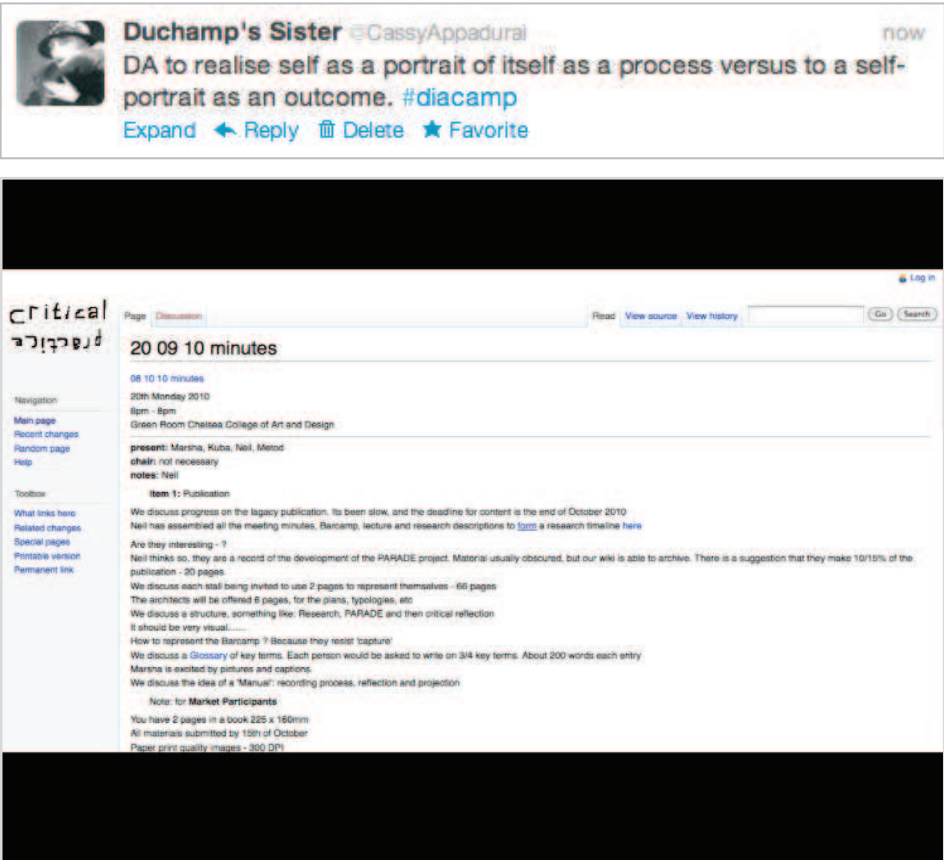 Duchamp's Sister @CassyAppadurai now
DA to realise self as a portrait of itself as a process versus to a self-
portrait as an outcome. #diacamp
Expand Reply Delete Favorite
Log in
critical
practice
Page Discussion Read View source View history Go Search
20 09 10 minutes
08 10 10 minutes
20th Monday 2010
6pm - 8pm
Green Room Chelsea College of Art and Design
present: Marsha, Kuba, Neil, Metod
chair: not necessary
notes: Neil
Item 1: Publication
We discuss progress on the legacy publication. Its been slow, and the deadline for content is the end of October 2010
Neil has assembled all the meeting minutes, Barcamp, lecture and research descriptions to form a research timeline here
Are they interesting - ?
Neil thinks so, they are a record of the development of the PARADE project. Material usually obscured, but our wiki is able to archive. There is a suggestion that they make 10/15% of the
publication - 20 pages
We discuss each stall being invited to use 2 pages to represent themselves - 66 pages
The architects will be offered 6 pages, for the plans, typologies, etc
We discuss a structure, something like: Research, PARADE and then critical reflection
It should be very visual.......
How to represent the Barcamp ? Because they resist 'capture'
We discuss a Glossary of key terms. Each person would be asked to write on 3/4 key terms. About 200 words each entry
Marsha is excited by pictures and captions.
We discuss the idea of a 'Manual': recording process, reflection and projection
Note: for Market Participants
You have 2 pages in a book 225 x 160mm
All materials submitted by 15th of October
Paper print quality images - 300 DPI
Navigation
Main page
Recent changes
Random page
Help
Toolbox
What links here
Related changes
Special pages
Printable version
Permanent link